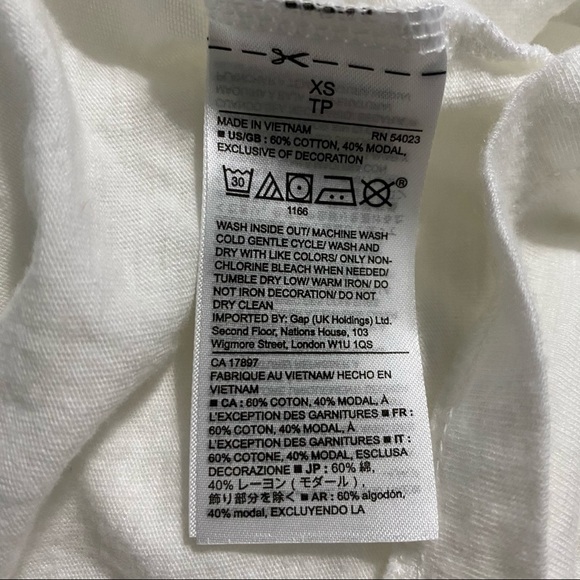 XS
TP
MADE IN VIETNAM RN 54023
■ US/GB : 60% COTTON, 40% MODAL,
EXCLUSIVE OF DECORATION
30 ®
1166
WASH INSIDE OUT/ MACHINE WASH
COLD GENTLE CYCLE/ WASH AND
DRY WITH LIKE COLORS/ ONLY NON-
CHLORINE BLEACH WHEN NEEDED/
TUMBLE DRY LOW/ WARM IRON/ DO
NOT IRON DECORATION/ DO NOT
DRY CLEAN
IMPORTED BY: Gap (UK Holdings) Ltd.
Second Floor, Nations House, 103
Wigmore Street, London W1U 1QS
CA 17897
FABRIQUE AU VIETNAM/ HECHO EN
VIETNAM
■ CA : 60% COTON, 40% MODAL, À
L'EXCEPTION DES GARNITURES ■ FR :
60% COTON, 40% MODAL, À
L'EXCEPTION DES GARNITURES ■ IT :
60% COTONE, 40% MODAL, ESCLUSA
DECORAZIONE ■ JP : 60% 綿,
40% レーヨン（モダール）,
飾り部分を除く ■ AR : 60% algodón,
40% modal, EXCLUYENDO LA